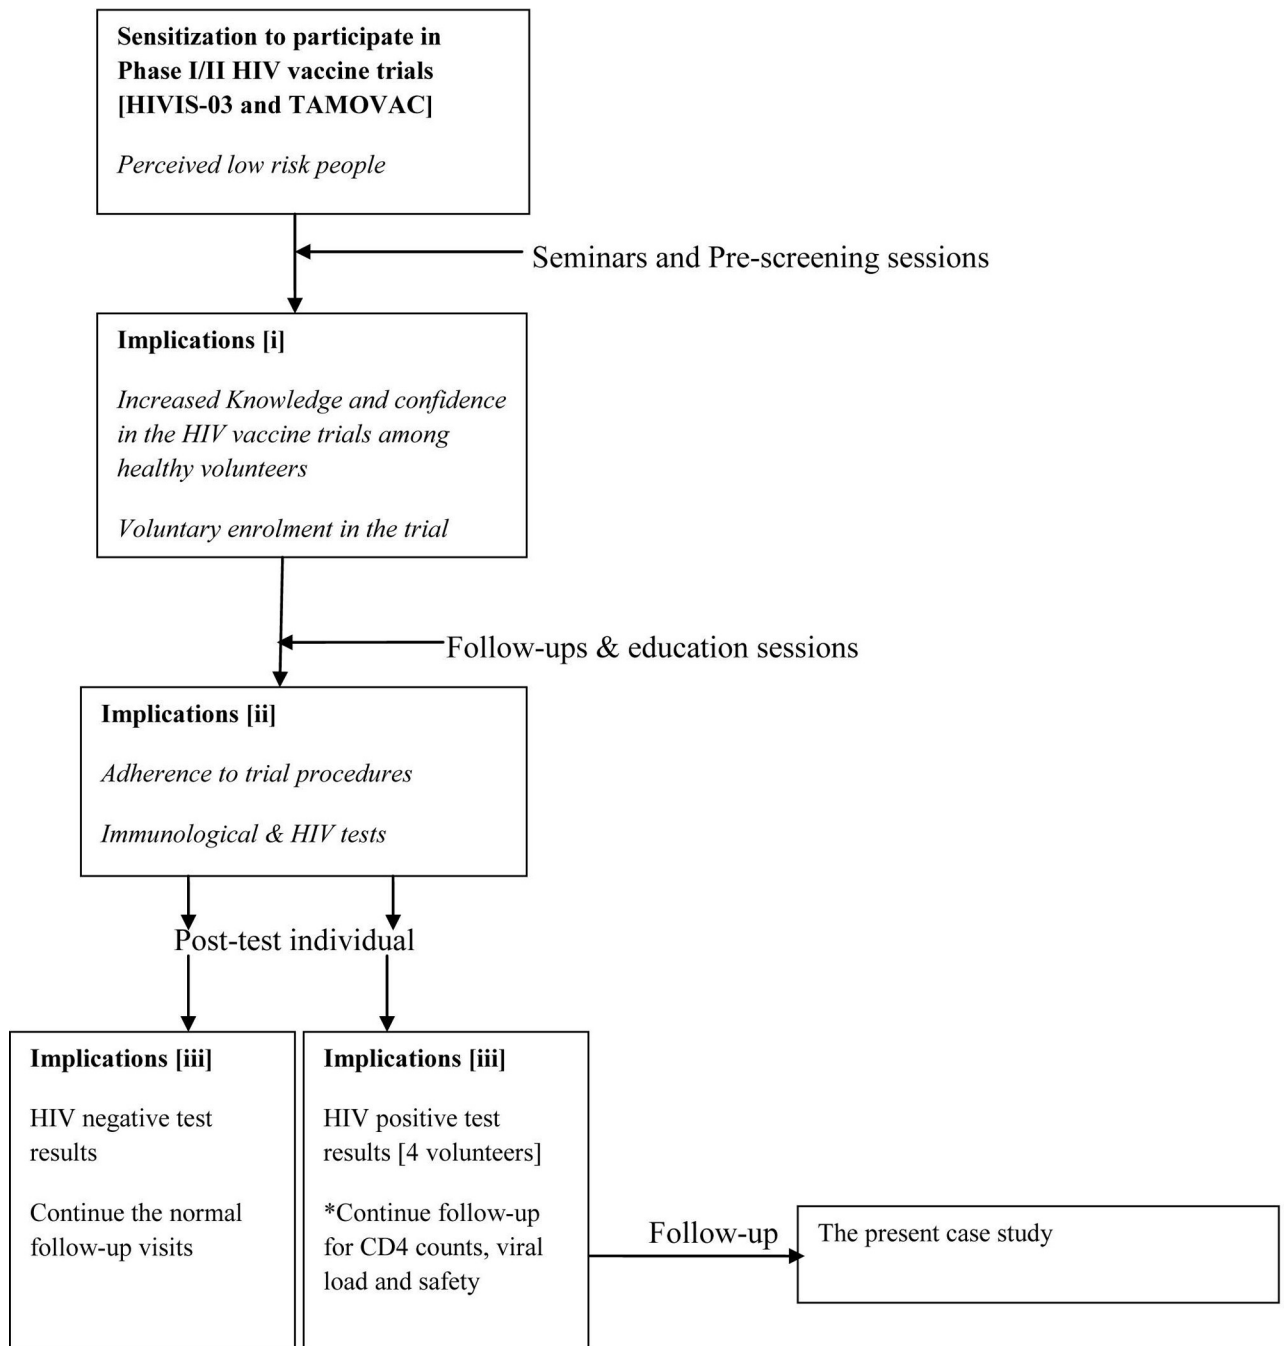 Sensitization to participate in
Phase I/II HIV vaccine trials
[HIVIS-03 and TAMOVAC]
Perceived low risk people
Seminars and Pre-screening sessions
Implications [i]
Increased Knowledge and confidence
in the HIV vaccine trials among
healthy volunteers
Voluntary enrolment in the trial
Follow-ups & education sessions
Implications [ii]
Adherence to trial procedures
Immunological & HIV tests
Post-test individual
Implications [iii]
HIV negative test
results
Continue the normal
follow-up visits
Implications [iii]
HIV positive test
results [4 volunteers]
*Continue follow-up
for CD4 counts, viral
load and safety
Follow-up
The present case study